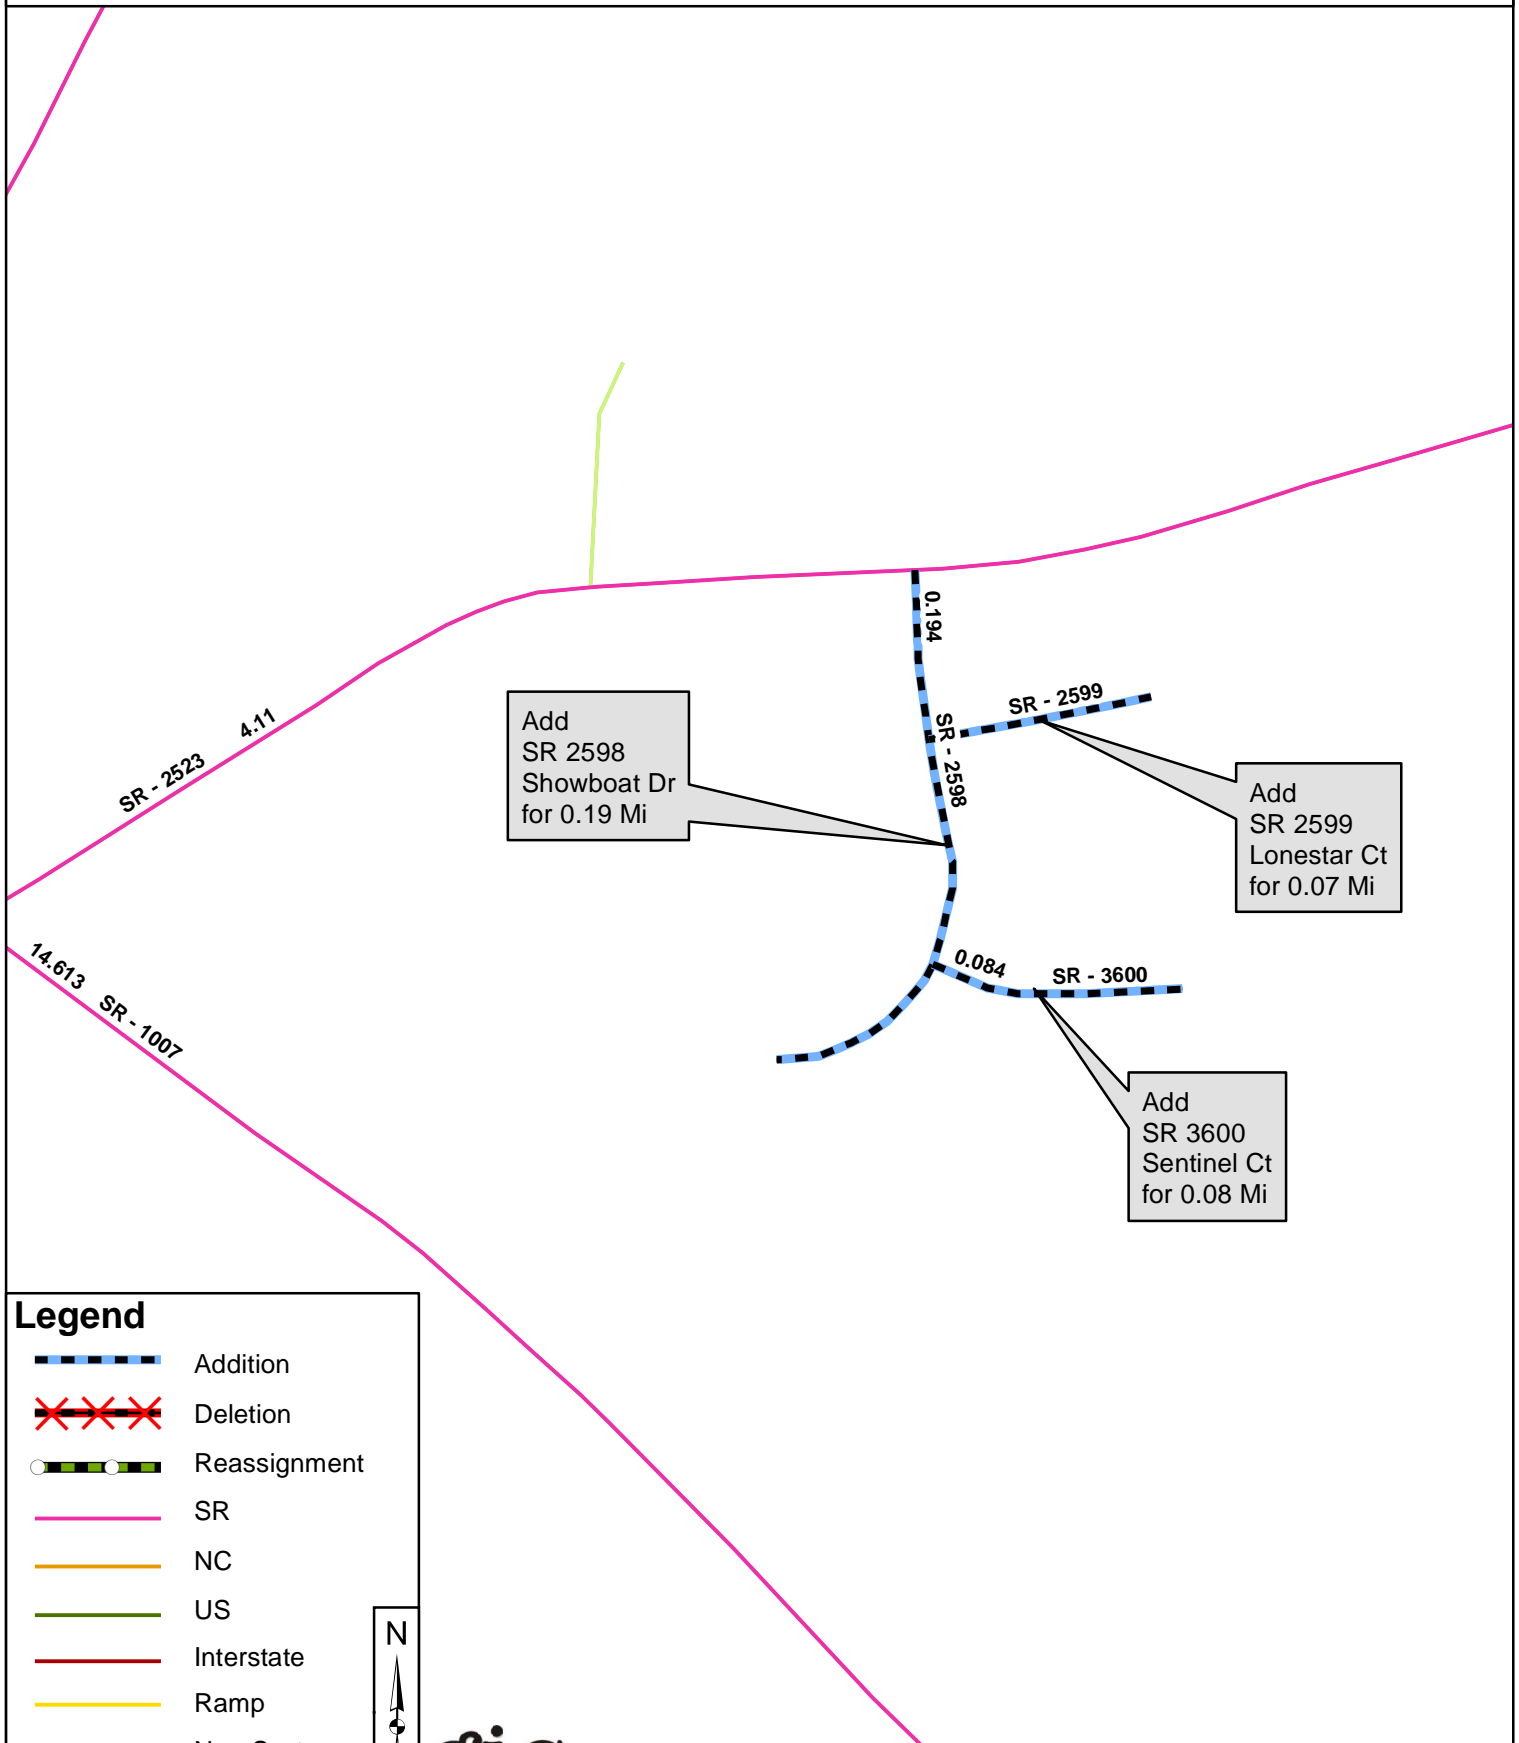 0.194
SR - 2599
SR - 2598
Add
SR 2598
Showboat Dr
for 0.19 Mi
4.11
SR - 2523
Add
SR 2599
Lonestar Ct
for 0.07 Mi
14.613 SR - 1007
0.084
SR - 3600
Add
SR 3600
Sentinel Ct
for 0.08 Mi
Legend
Addition
Deletion
Reassignment
SR
NC
US
Interstate
Ramp
N